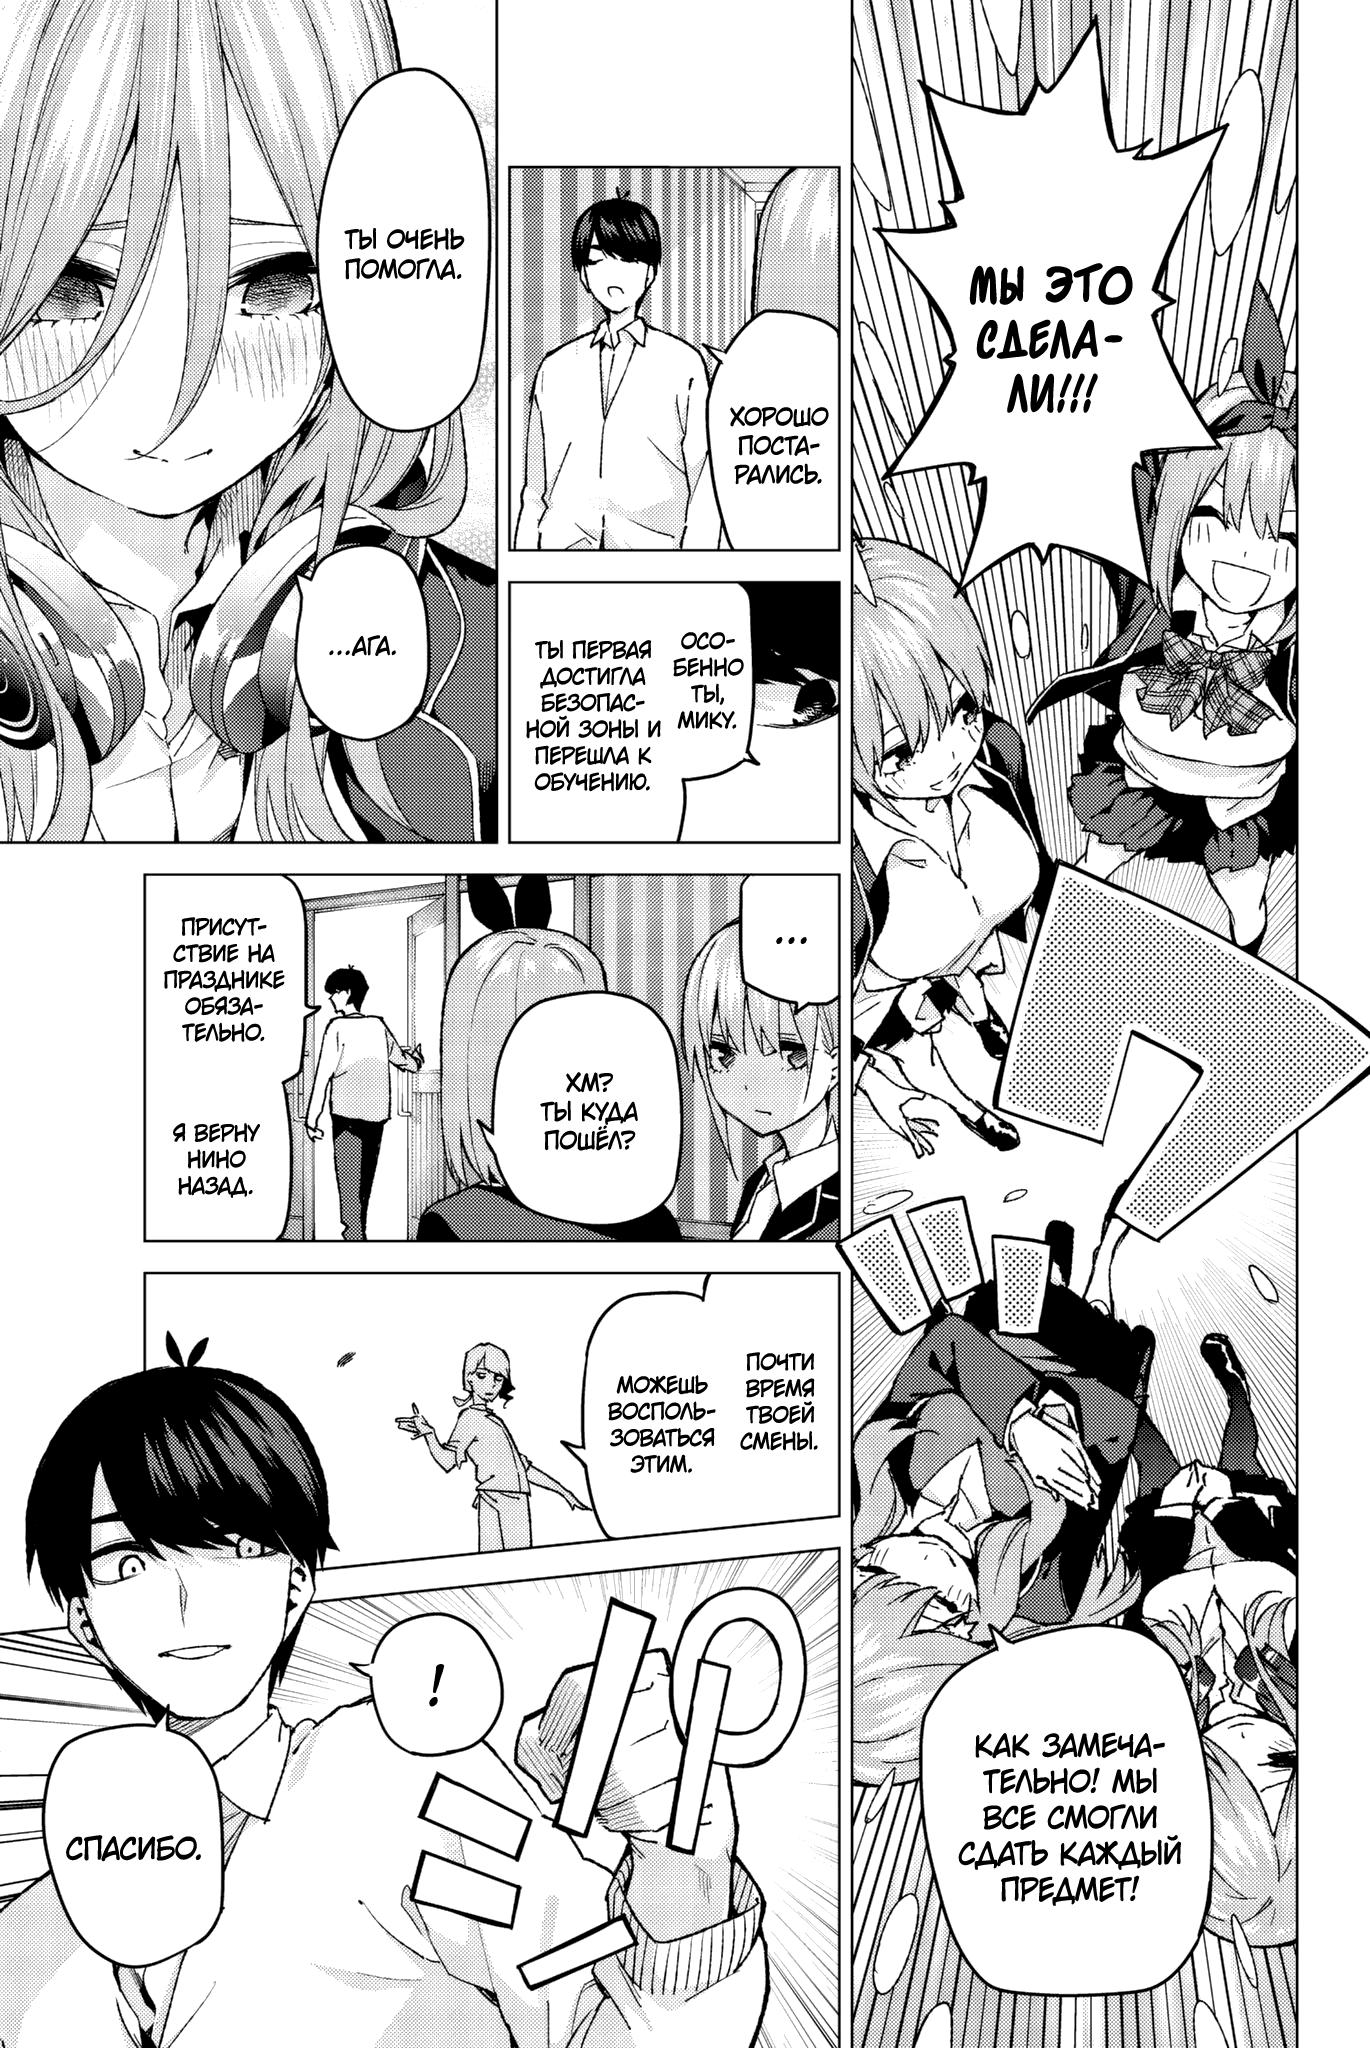 МЫ ЭТО
СДЕЛА-
ЛИ!!!
КАК ЗАМЕЧА-
ТЕЛЬНО! МЫ
ВСЕ СМОГЛИ
СДАТЬ КАЖДЫЙ
ПРЕДМЕТ!
ХОРОШО
ПОСТА-
РАЛИСЬ.
ОСО-
БЕННО
ТЫ,
МИКУ.
ТЫ ПЕРВАЯ
ДОСТИГЛА
БЕЗОПАС-
НОЙ ЗОНЫ И
ПЕРЕШЛА К
ОБУЧЕНИЮ.
ТЫ ОЧЕНЬ
ПОМОГЛА.
...АГА.
...
ХМ?
ТЫ КУДА
ПОШЁЛ?
ПРИСУТ-
СТВИЕ НА
ПРАЗДНИКЕ
ОБЯЗА-
ТЕЛЬНО.
Я ВЕРНУ
НИНО
НАЗАД.
ПОЧТИ
ВРЕМЯ
ТВОЕЙ
СМЕНЫ.
МОЖЕШЬ
ВОСПОЛЬ-
ЗОВАТЬСЯ
ЭТИМ.
!
СПАСИБО.